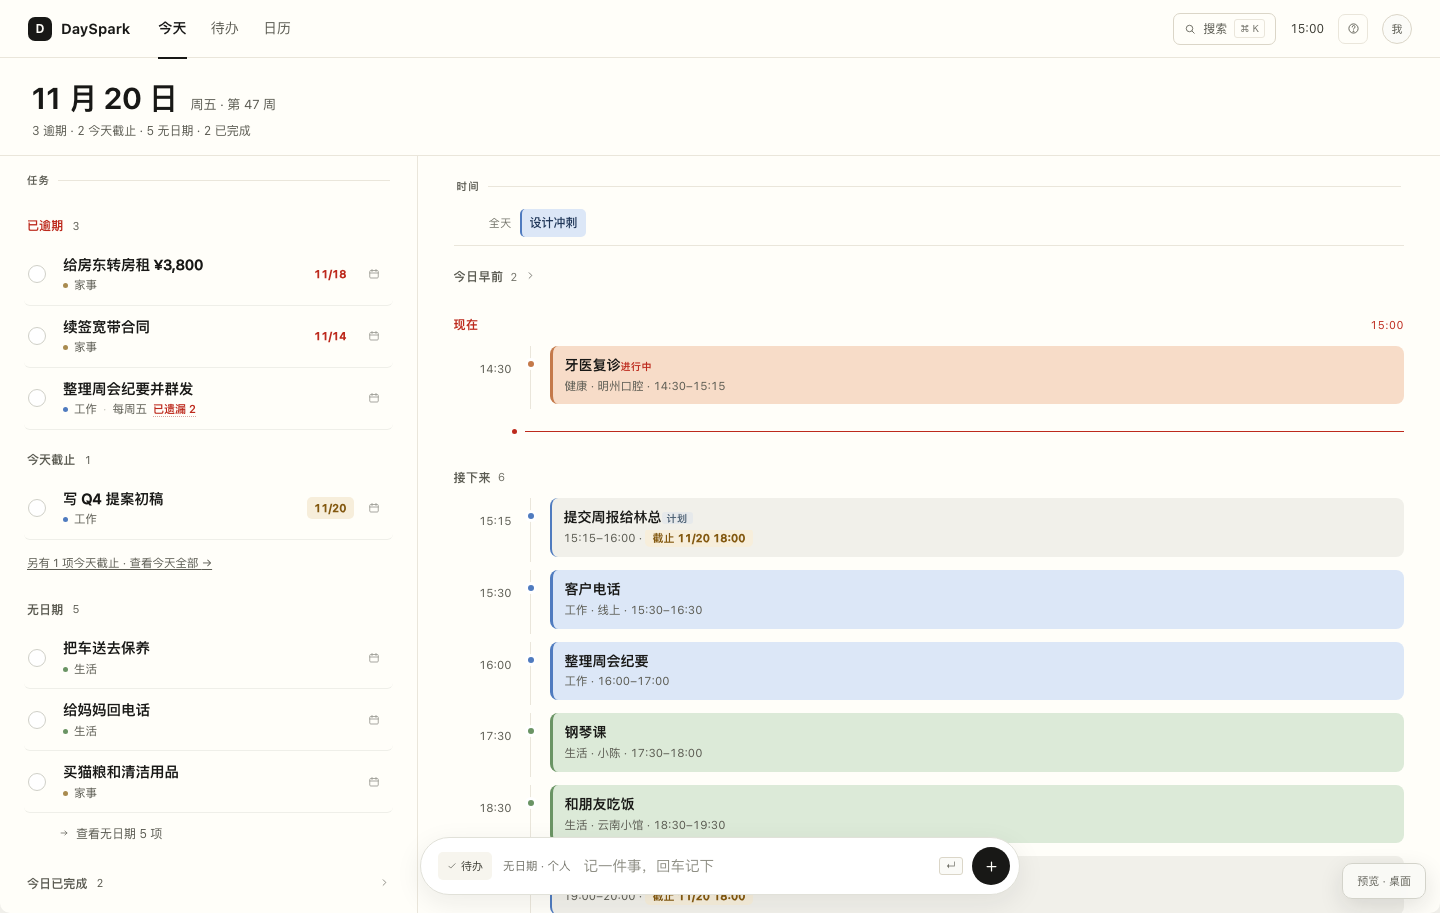 D DaySpark 今天 待办 日历 搜索 ⌘ K 15:00 我
11 月 20 日 周五 · 第 47 周
3 逾期 · 2 今天截止 · 5 无日期 · 2 已完成
任务
已逾期 3
给房东转房租 ¥3,800 11/18
家事
续签宽带合同 11/14
家事
整理周会纪要并群发
工作 · 每周五 已遗漏 2
今天截止 1
写 Q4 提案初稿 11/20
工作
另有 1 项今天截止 · 查看今天全部 →
无日期 5
把车送去保养
生活
给妈妈回电话
生活
买猫粮和清洁用品
家事
→ 查看无日期 5 项
今日已完成 2
时间
全天 设计冲刺
今日早前 2
现在 15:00
14:30 牙医复诊进行中
健康 · 明州口腔 · 14:30–15:15
接下来 6
15:15 提交周报给林总 计划
15:15–16:00 · 截止 11/20 18:00
15:30 客户电话
工作 · 线上 · 15:30–16:30
16:00 整理周会纪要
工作 · 16:00–17:00
17:30 钢琴课
生活 · 小陈 · 17:30–18:00
18:30 和朋友吃饭
生活 · 云南小馆 · 18:30–19:30
19:00–20:00 · 截止 11/20 18:00
待办 无日期 · 个人 记一件事，回车记下
预览 · 桌面